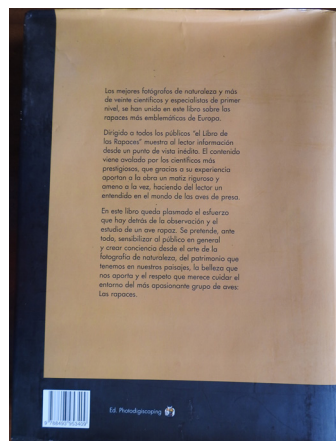 Los mejores fotógrafos de naturaleza y más
de veinte científicos y especialistas de primer
nivel, se han unido en este libro sobre las
rapaces más emblemáticas de Europa.
Dirigido a todos los públicos "el Libro de
las Rapaces" muestra al lector información
desde un punto de vista inédito. El contenido
viene avalado por los científicos más
prestigiosos, que gracias a su experiencia
aportan a la obra un matiz riguroso y
ameno a la vez, haciendo del lector un
entendido en el mundo de las aves de presa.
En este libro queda plasmado el esfuerzo
que hay detrás de la observación y el
estudio de un ave rapaz. Se pretende, ante
todo, sensibilizar al público en general
y crear conciencia desde el arte de la
fotografía de naturaleza, del patrimonio que
tenemos en nuestros paisajes, la belleza que
nos aporta y el respeto que merece cuidar el
entorno del más apasionante grupo de aves:
Las rapaces.
Ed. Photodigiscoping